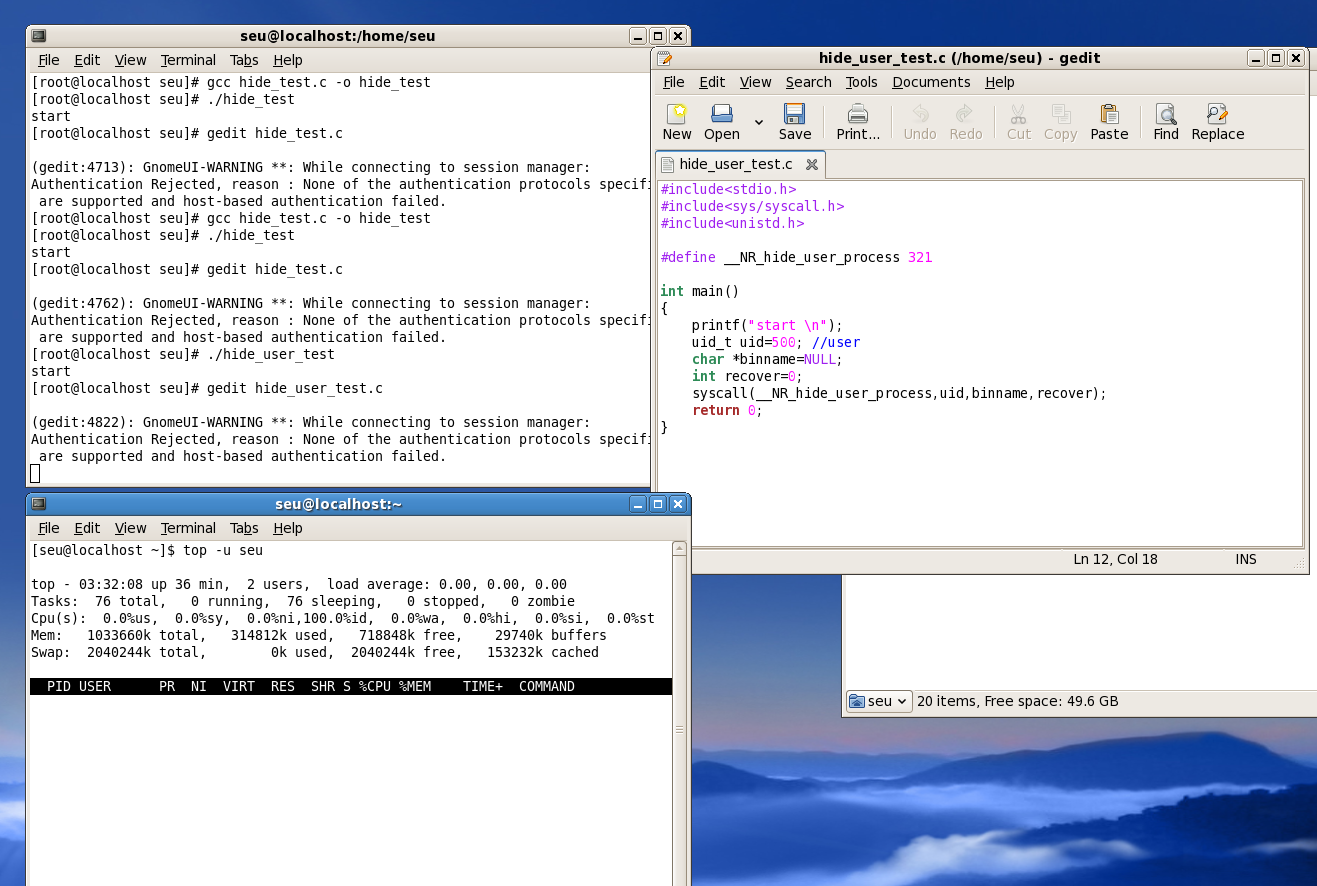 seu@localhost:/home/seu
File Edit View Terminal Tabs Help
[root@localhost seu]# gcc hide_test.c -o hide_test
[root@localhost seu]# ./hide_test
start
[root@localhost seu]# gedit hide_test.c
(gedit:4713): GnomeUI-WARNING **: While connecting to session manager:
Authentication Rejected, reason : None of the authentication protocols specifi
are supported and host-based authentication failed.
[root@localhost seu]# gcc hide_test.c -o hide_test
[root@localhost seu]# ./hide_test
start
[root@localhost seu]# gedit hide_test.c
(gedit:4762): GnomeUI-WARNING **: While connecting to session manager:
Authentication Rejected, reason : None of the authentication protocols specifi
are supported and host-based authentication failed.
[root@localhost seu]# ./hide_user_test
start
[root@localhost seu]# gedit hide_user_test.c
(gedit:4822): GnomeUI-WARNING **: While connecting to session manager:
Authentication Rejected, reason : None of the authentication protocols specifi
are supported and host-based authentication failed.
hide_user_test.c (/home/seu) - gedit
File Edit View Search Tools Documents Help
New Open Save Print... Undo Redo Cut Copy Paste Find Replace
hide_user_test.c
#include<stdio.h>
#include<sys/syscall.h>
#include<unistd.h>
#define __NR_hide_user_process 321
int main()
{
    printf("start \n");
    uid_t uid=500; //user
    char *binname=NULL;
    int recover=0;
    syscall(__NR_hide_user_process,uid,binname,recover);
    return 0;
}
Ln 12, Col 18 INS
seu@localhost:~
File Edit View Terminal Tabs Help
[seu@localhost ~]$ top -u seu
top - 03:32:08 up 36 min,  2 users,  load average: 0.00, 0.00, 0.00
Tasks:  76 total,   0 running,  76 sleeping,   0 stopped,   0 zombie
Cpu(s):  0.0%us,  0.0%sy,  0.0%ni,100.0%id,  0.0%wa,  0.0%hi,  0.0%si,  0.0%st
Mem:   1033660k total,   314812k used,   718848k free,    29740k buffers
Swap:  2040244k total,        0k used,  2040244k free,   153232k cached
PID USER      PR  NI  VIRT  RES  SHR S %CPU %MEM    TIME+  COMMAND
seu 20 items, Free space: 49.6 GB